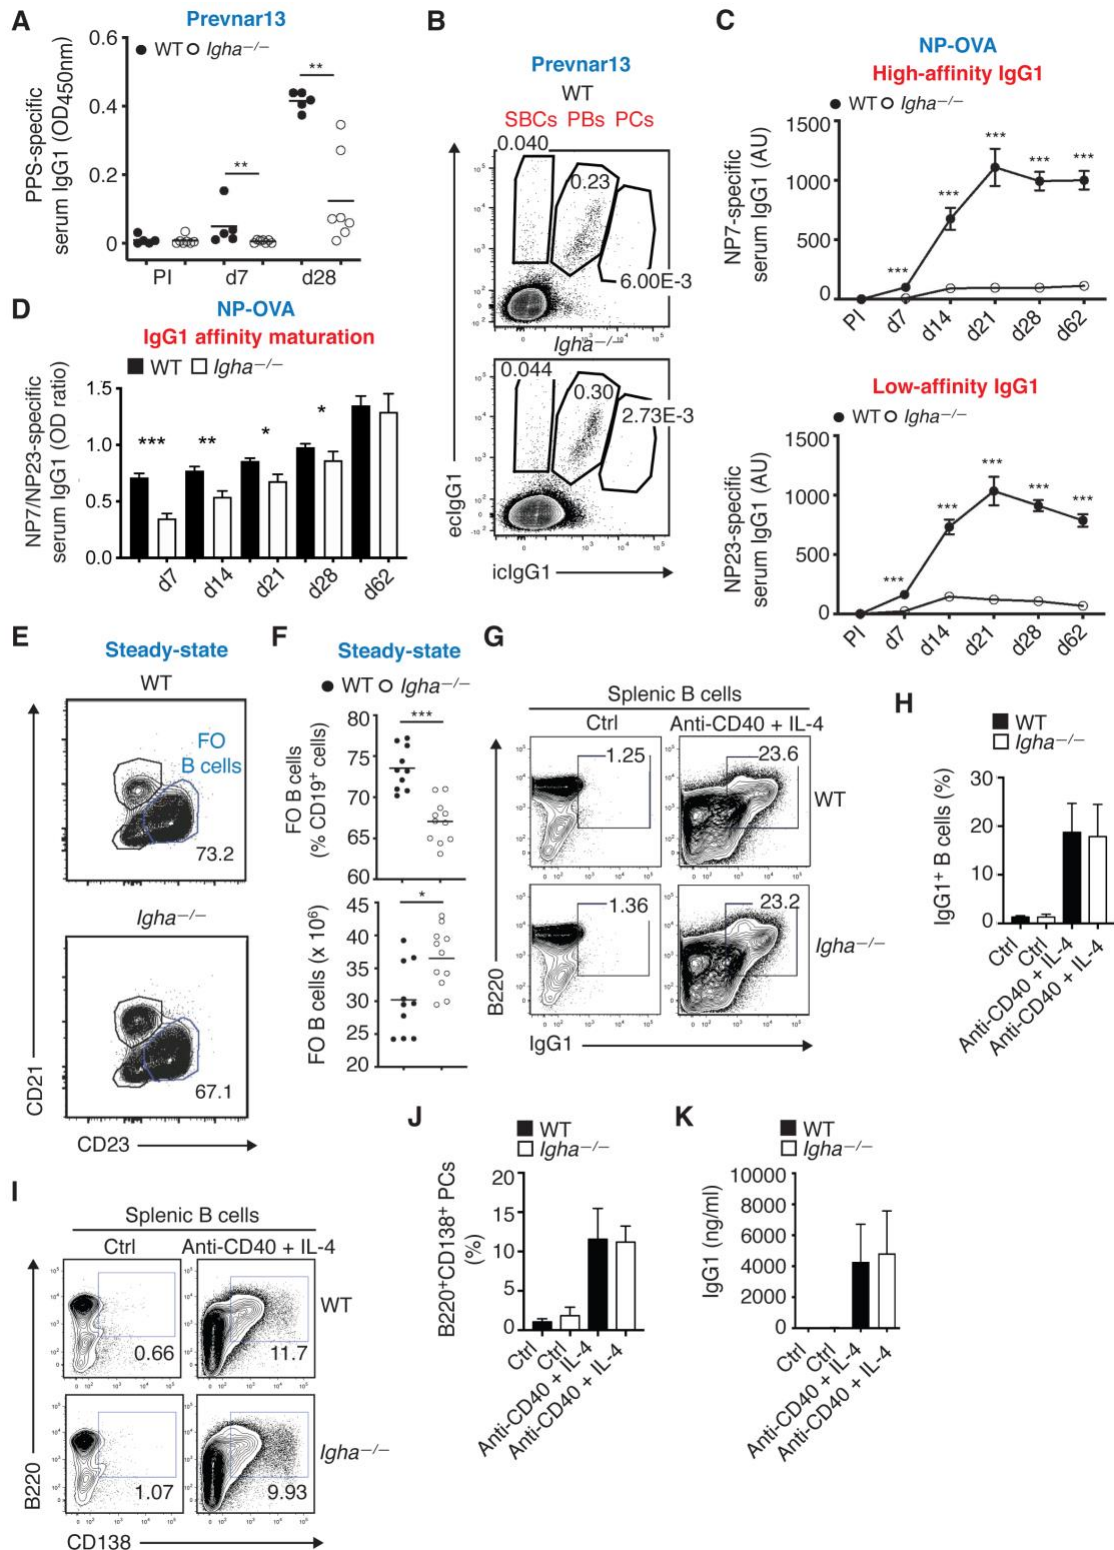 A
Prevnar13
WT Igha−/−
PPS-specific
serum IgG1 (OD450nm)
0.6
0.4
0.2
0
**
**
PI
d7
d28
B
Prevnar13
WT
SBCs PBs PCs
0.040
0.23
6.00E-3
Igha−/−
0.044
0.30
2.73E-3
ecIgG1
icIgG1
C
NP-OVA
High-affinity IgG1
WT Igha−/−
NP7-specific
serum IgG1 (AU)
1500
1000
500
0
***
***
***
***
***
PI
d7
d14
d21
d28
d62
Low-affinity IgG1
WT Igha−/−
NP23-specific
serum IgG1 (AU)
1500
1000
500
0
***
***
***
***
***
PI
d7
d14
d21
d28
d62
D
NP-OVA
IgG1 affinity maturation
WT Igha−/−
NP7/NP23-specific
serum IgG1 (OD ratio)
1.5
1.0
0.5
0.0
***
**
*
*
d7
d14
d21
d28
d62
E
Steady-state
WT
FO
B cells
73.2
Igha−/−
67.1
CD21
CD23
F
Steady-state
WT Igha−/−
FO B cells
(% CD19+ cells)
80
75
70
65
60
***
FO B cells (x 10⁶)
45
40
35
30
25
20
*
G
Splenic B cells
Ctrl
Anti-CD40 + IL-4
1.25
23.6
WT
1.36
23.2
Igha−/−
B220
IgG1
H
WT
Igha−/−
IgG1+ B cells (%)
30
20
10
0
Ctrl
Ctrl
Anti-CD40 + IL-4
Anti-CD40 + IL-4
I
Splenic B cells
Ctrl
Anti-CD40 + IL-4
0.66
11.7
WT
1.07
9.93
Igha−/−
B220
CD138
J
WT
Igha−/−
B220+CD138+ PCs
(%)
20
15
10
5
0
Ctrl
Ctrl
Anti-CD40 + IL-4
Anti-CD40 + IL-4
K
WT
Igha−/−
IgG1 (ng/ml)
10000
8000
6000
4000
2000
0
Ctrl
Ctrl
Anti-CD40 + IL-4
Anti-CD40 + IL-4